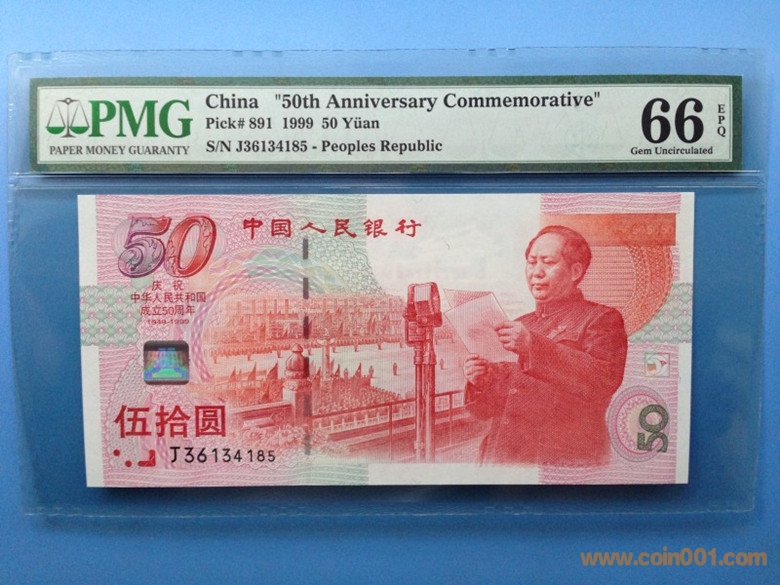 PMG
PAPER MONEY GUARANTY
China "50th Anniversary Commemorative"
Pick# 891 1999 50 Yüan
S/N J36134185 - Peoples Republic
66
EPQ
Gem Uncirculated
50
中国人民银行
庆祝
中华人民共和国
成立50周年
1949-1999
伍拾圆
J36134185
50
www.coin001.com